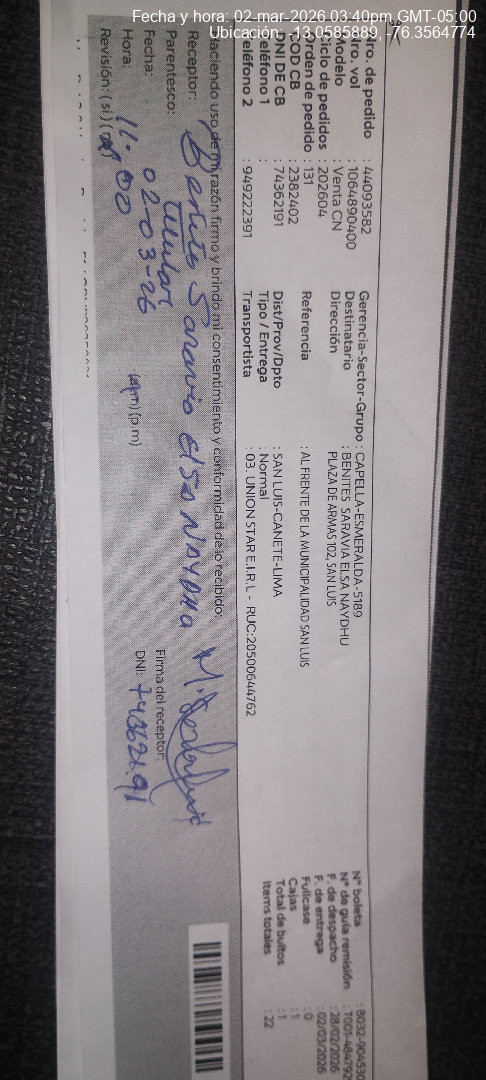 Fecha y hora: 02-mar-2026 03:40pm GMT-05:00
Ubicación: -13.0585889, -76.3564774
Nro. de pedido : 44093582
Nro. vol : 1064890400
Modelo : Venta CN
Ciclo de pedidos : 202604
Orden de pedido : 131
COD CB : 2382402
DNI DE CB : 74362191
Teléfono 1 :
Teléfono 2 : 949222391
Gerencia-Sector-Grupo : CAPELLA-ESMERALDA-5189
Destinatario : BENITES SARAVIA ELSA NAYDHU
Dirección : PLAZA DE ARMAS 102, SAN LUIS
Referencia : AL FRENTE DE LA MUNICIPALIDAD SAN LUIS
Dist/Prov/Dpto : SAN LUIS-CANETE-LIMA
Tipo / Entrega : Normal
Transportista : 03. UNION STAR E.I.R.L - RUC:20500644762
N° boleta
N° de guía remisión
F. de despacho : 28/02/2026
F. de entrega : 02/03/2026
Fullcase : 0
Cajas : 1
Total de bultos : 1
Items totales : 22
Haciendo uso de mi razón firmo y brindo mi consentimiento y conformidad de lo recibido:
Receptor: Benites Saravia Elsa NAYDHU
Parentesco: titular
Fecha: 02-03-26
Hora: 11:00 (a.m) (p.m)
Revisión: (si) (no)
Firma del receptor:
DNI: 74362191